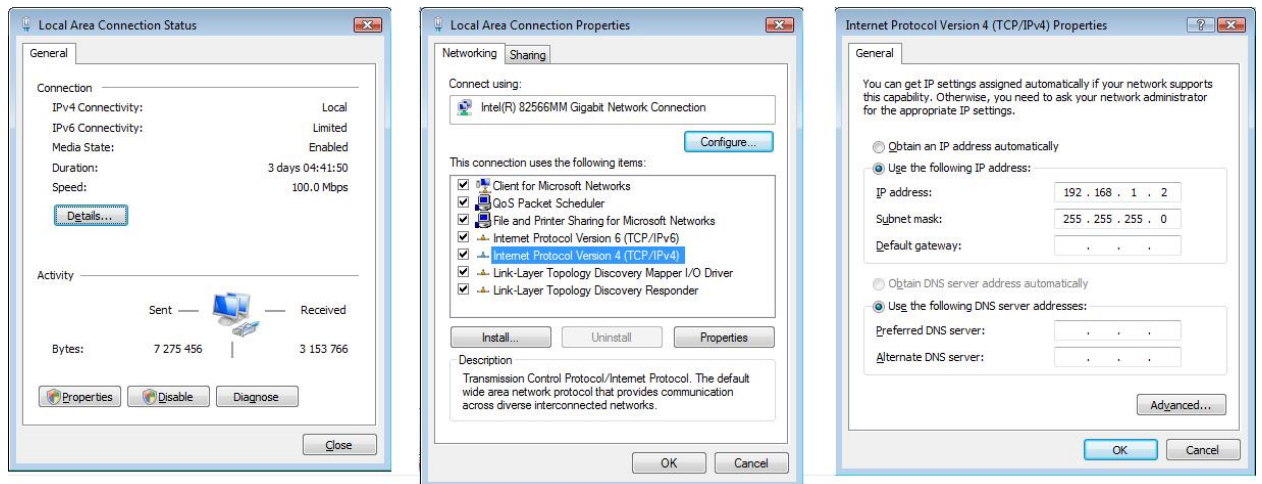 Local Area Connection Status
General
Connection
IPv4 Connectivity: Local
IPv6 Connectivity: Limited
Media State: Enabled
Duration: 3 days 04:41:50
Speed: 100.0 Mbps
Details...
Activity
Sent Received
Bytes: 7 275 456 3 153 766
Properties Disable Diagnose
Close
Local Area Connection Properties
Networking Sharing
Connect using:
Intel(R) 82566MM Gigabit Network Connection
Configure...
This connection uses the following items:
Client for Microsoft Networks
QoS Packet Scheduler
File and Printer Sharing for Microsoft Networks
Internet Protocol Version 6 (TCP/IPv6)
Internet Protocol Version 4 (TCP/IPv4)
Link-Layer Topology Discovery Mapper I/O Driver
Link-Layer Topology Discovery Responder
Install... Uninstall Properties
Description
Transmission Control Protocol/Internet Protocol. The default
wide area network protocol that provides communication
across diverse interconnected networks.
OK Cancel
Internet Protocol Version 4 (TCP/IPv4) Properties
General
You can get IP settings assigned automatically if your network supports
this capability. Otherwise, you need to ask your network administrator
for the appropriate IP settings.
Obtain an IP address automatically
Use the following IP address:
IP address: 192 . 168 . 1 . 2
Subnet mask: 255 . 255 . 255 . 0
Default gateway: . . .
Obtain DNS server address automatically
Use the following DNS server addresses:
Preferred DNS server: . . .
Alternate DNS server: . . .
Advanced...
OK Cancel